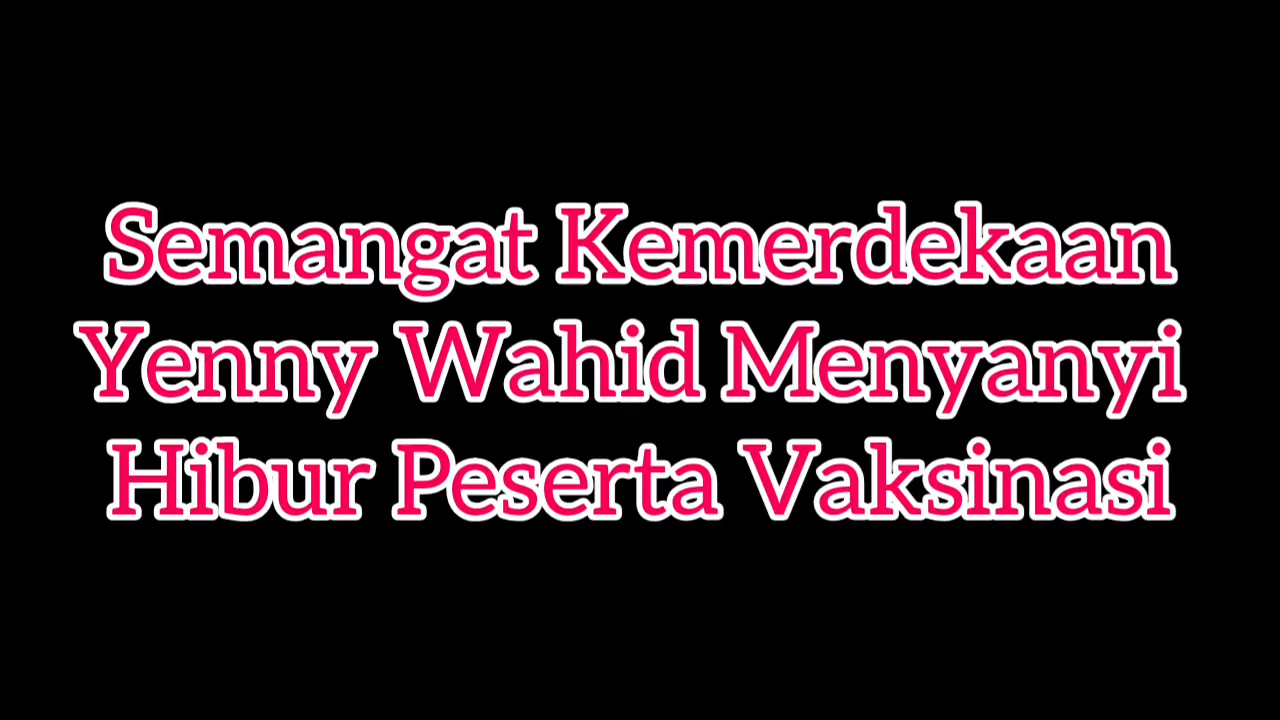 Semangat Kemerdekaan
Yenny Wahid Menyanyi
Hibur Peserta Vaksinasi